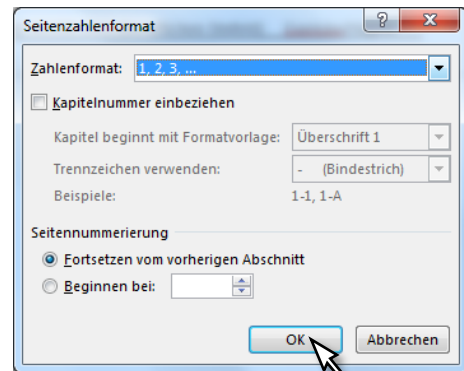 Seitenzahlenformat
Zahlenformat: 1, 2, 3, ...
Kapitelnummer einbeziehen
Kapitel beginnt mit Formatvorlage: Überschrift 1
Trennzeichen verwenden: - (Bindestrich)
Beispiele: 1-1, 1-A
Seitennummerierung
Fortsetzen vom vorherigen Abschnitt
Beginnen bei:
OK Abbrechen